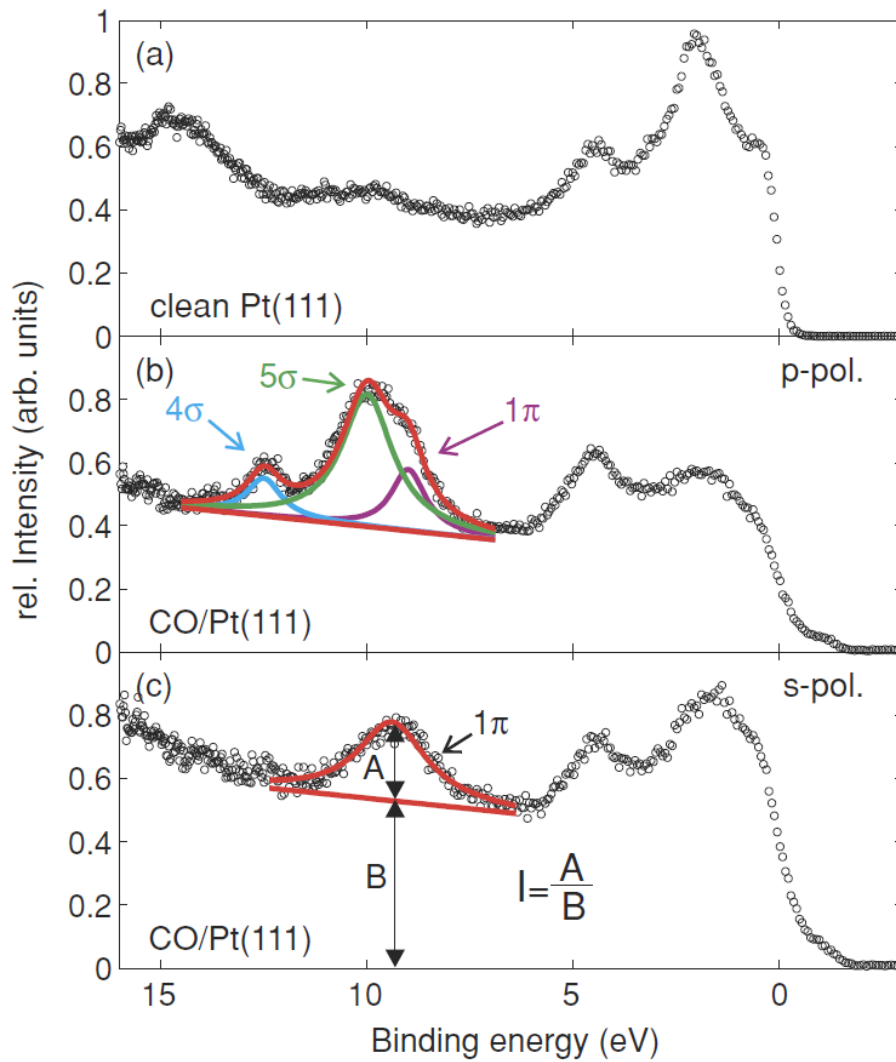 rel. Intensity (arb. units)
1
(a)
0.8
0.6
0.4
0.2
clean Pt(111)
0
(b)
5σ
p-pol.
0.8
4σ
1π
0.6
0.4
0.2
CO/Pt(111)
0
(c)
s-pol.
0.8
1π
A
0.6
0.4
B
I=A/B
0.2
CO/Pt(111)
0
15 10 5 0
Binding energy (eV)